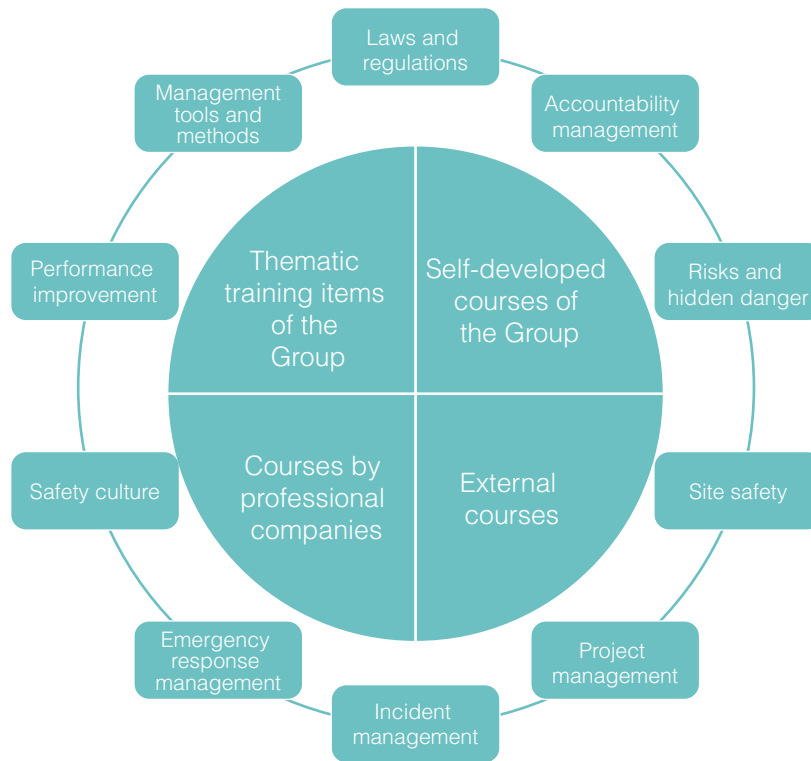 Laws and
regulations
Management
tools and
methods
Accountability
management
Performance
improvement
Thematic
training items
of the
Group
Self-developed
courses of
the Group
Risks and
hidden danger
Safety culture
Courses by
professional
companies
External
courses
Site safety
Emergency
response
management
Project
management
Incident
management